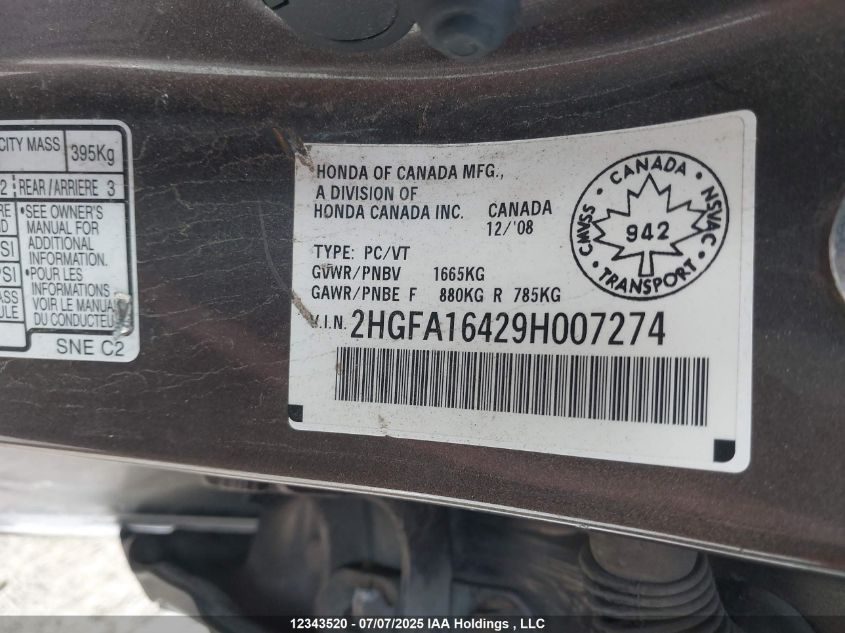 CITY MASS 395Kg
2 REAR/ARRIERE 3
•SEE OWNER'S
MANUAL FOR
ADDITIONAL
INFORMATION.
•POUR LES
INFORMATIONS
VOIR LE MANUAL
DU CONDUCTEUR
SNE C2
HONDA OF CANADA MFG.,
A DIVISION OF
HONDA CANADA INC. CANADA
12/'08
TYPE: PC/VT
GVWR/PNBV 1665KG
GAWR/PNBE F 880KG R 785KG
V.I.N. 2HGFA16429H007274
CANADA
CMVSS 942 NSVAC
TRANSPORT
12343520 - 07/07/2025 IAA Holdings, LLC